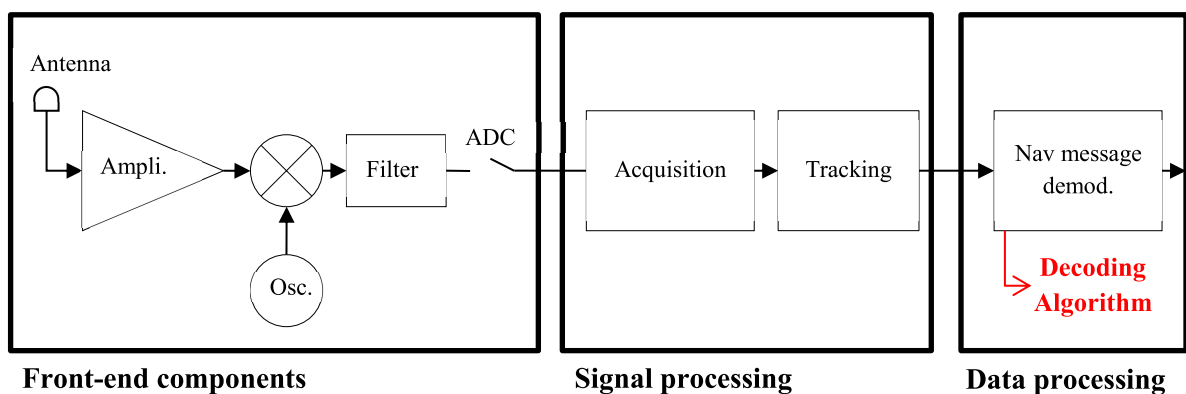 Antenna
Ampli.
Osc.
Filter
ADC
Acquisition
Tracking
Nav message
demod.
Decoding
Algorithm
Front-end components
Signal processing
Data processing